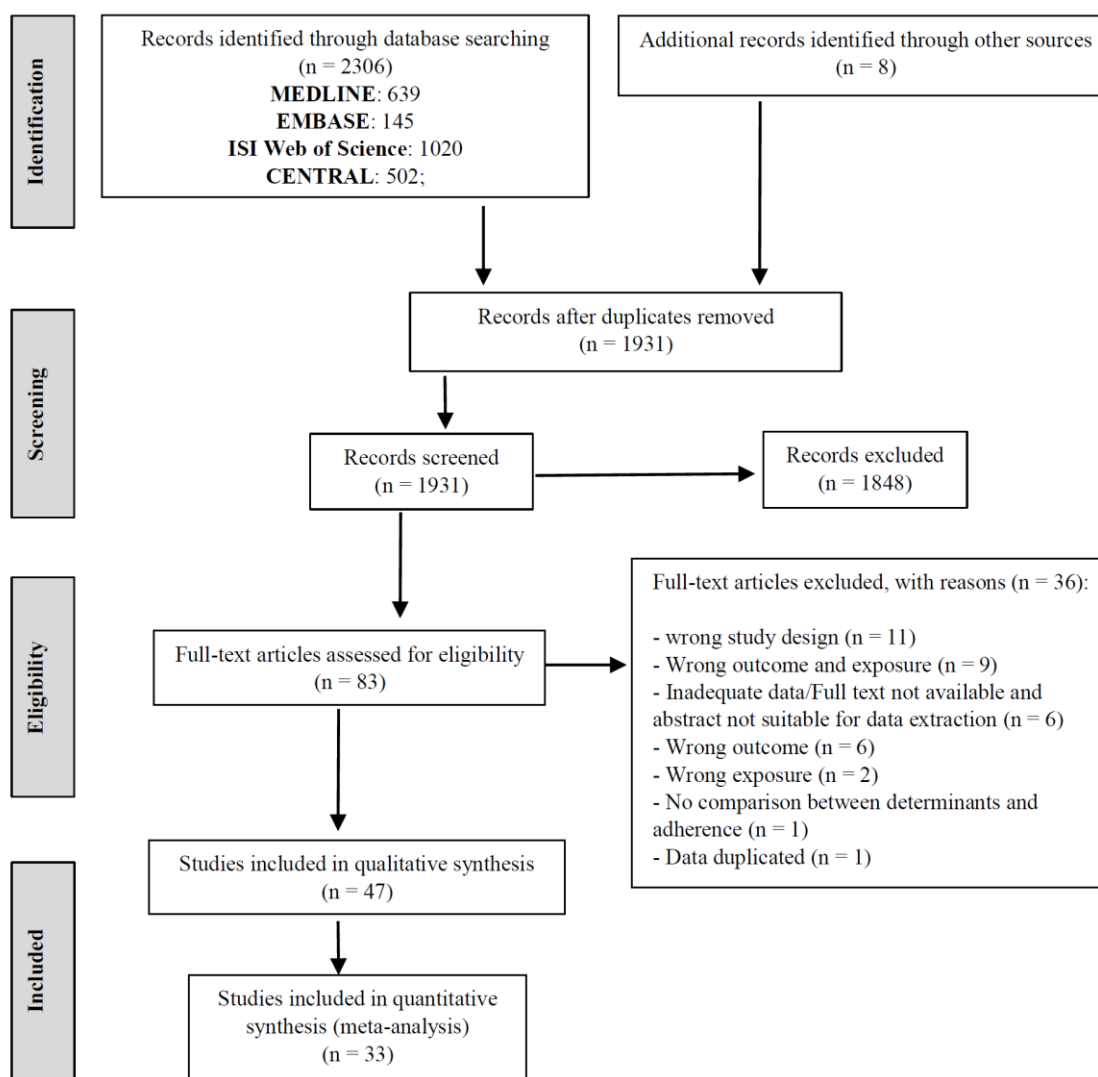 Identification
Records identified through database searching
(n = 2306)
MEDLINE: 639
EMBASE: 145
ISI Web of Science: 1020
CENTRAL: 502;
Additional records identified through other sources
(n = 8)
Screening
Records after duplicates removed
(n = 1931)
Records screened
(n = 1931)
Records excluded
(n = 1848)
Eligibility
Full-text articles assessed for eligibility
(n = 83)
Full-text articles excluded, with reasons (n = 36):
- wrong study design (n = 11)
- Wrong outcome and exposure (n = 9)
- Inadequate data/Full text not available and
abstract not suitable for data extraction (n = 6)
- Wrong outcome (n = 6)
- Wrong exposure (n = 2)
- No comparison between determinants and
adherence (n = 1)
- Data duplicated (n = 1)
Included
Studies included in qualitative synthesis
(n = 47)
Studies included in quantitative
synthesis (meta-analysis)
(n = 33)